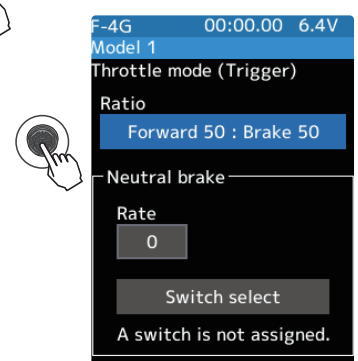 F-4G 00:00.00 6.4V
Model 1
Throttle mode (Trigger)
Ratio
Forward 50 : Brake 50
Neutral brake
Rate
0
Switch select
A switch is not assigned.